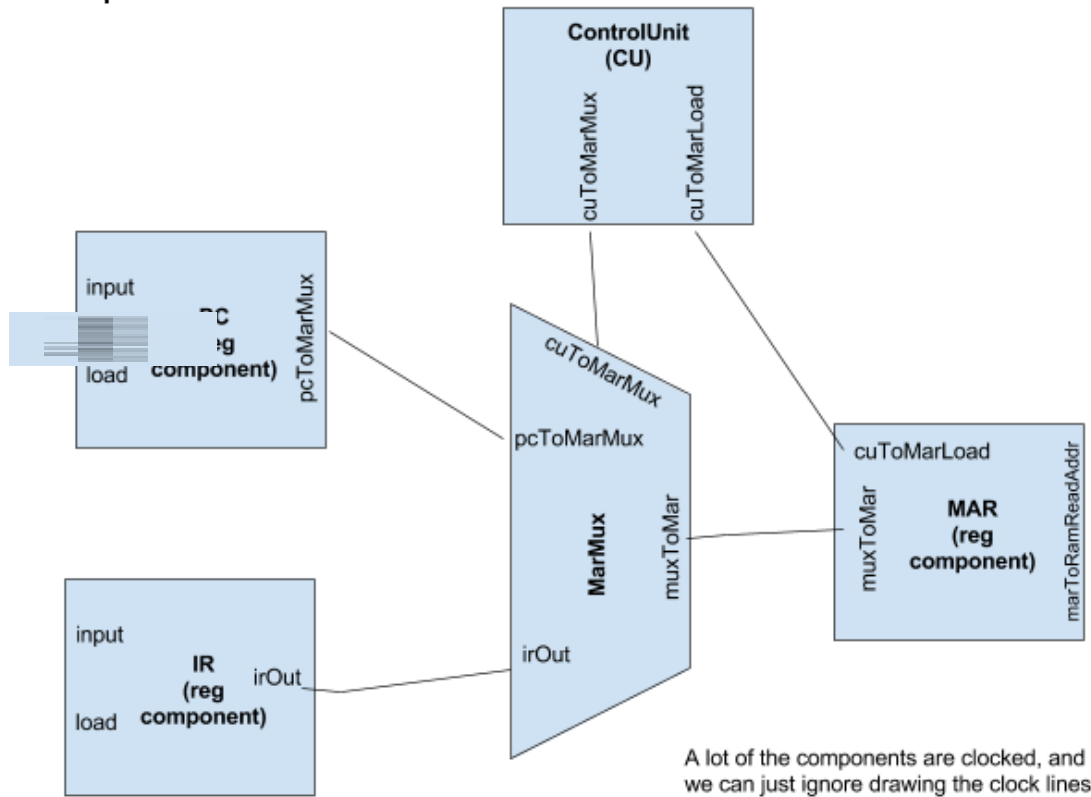 ControlUnit
(CU)
cuToMarMux
cuToMarLoad
input
load
component)
pcToMarMux
cuToMarMux
pcToMarMux
MarMux
muxToMar
irOut
cuToMarLoad
muxToMar
MAR
(reg
component)
marToRamReadAddr
input
load
IR
(reg
component)
irOut
A lot of the components are clocked, and
we can just ignore drawing the clock lines